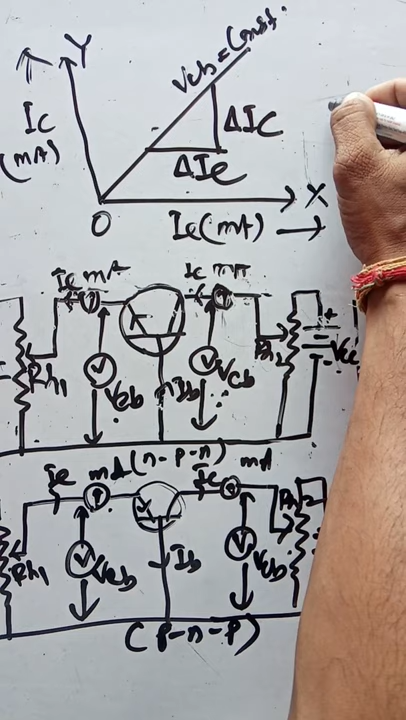 Y
Vcb = Const.
Ic
(mA)
ΔIc
ΔIe
X
O
Ie (mA)
Ie mA
Ic mA
+
Rh1
V
Veb
Ib
V
Vcb
Rh2
Vcc
(n-p-n)
Ie mA
Ic mA
Rh2
Rh1
V
Veb
Ib
V
Vcb
(p-n-p)